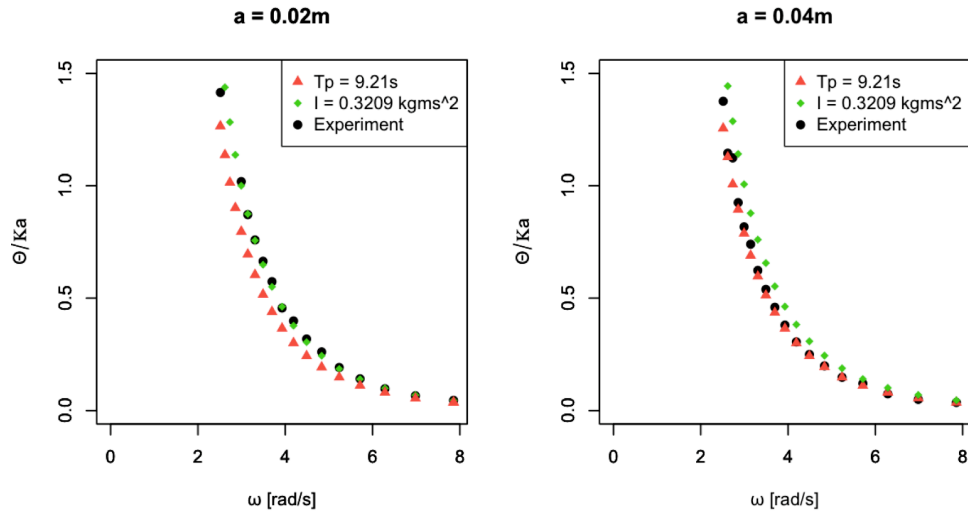 a = 0.02m
1.5
1.0
0.5
0.0
Θ/Ka
Tp = 9.21s
I = 0.3209 kgms^2
Experiment
0 2 4 6 8
ω [rad/s]
a = 0.04m
1.5
1.0
0.5
0.0
Θ/Ka
Tp = 9.21s
I = 0.3209 kgms^2
Experiment
0 2 4 6 8
ω [rad/s]